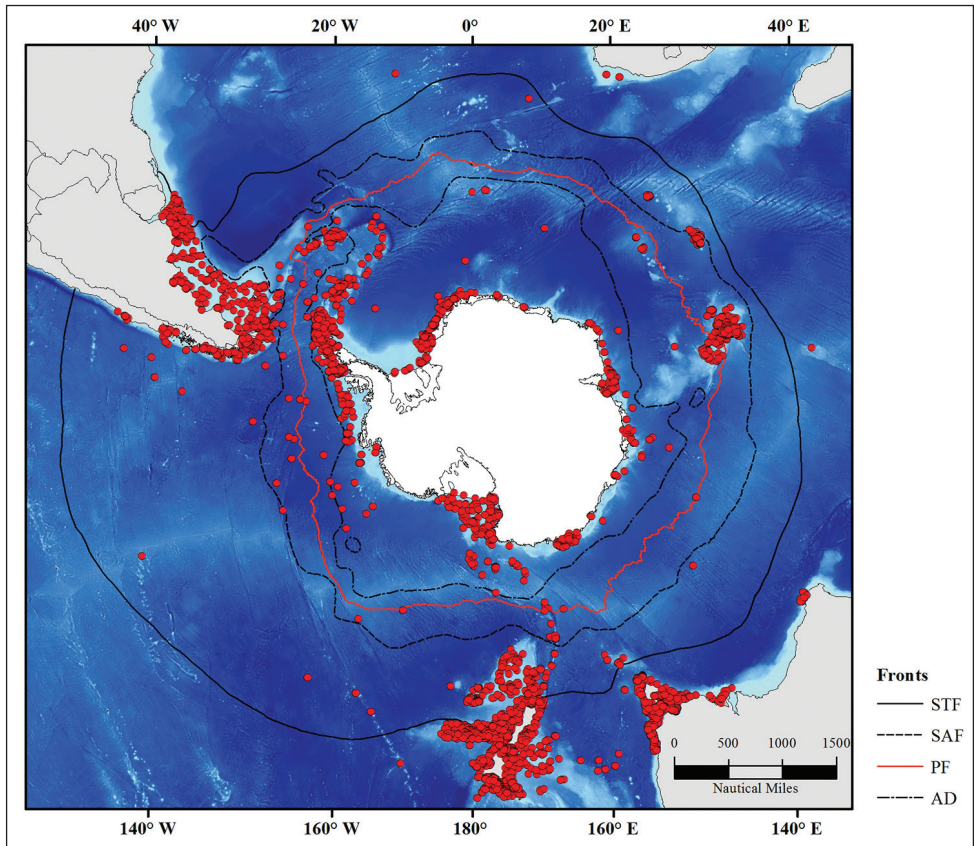 40° W 20° W 0° 20° E 40° E
Fronts
STF
SAF
PF
AD
0 500 1000 1500
Nautical Miles
140° W 160° W 180° 160° E 140° E